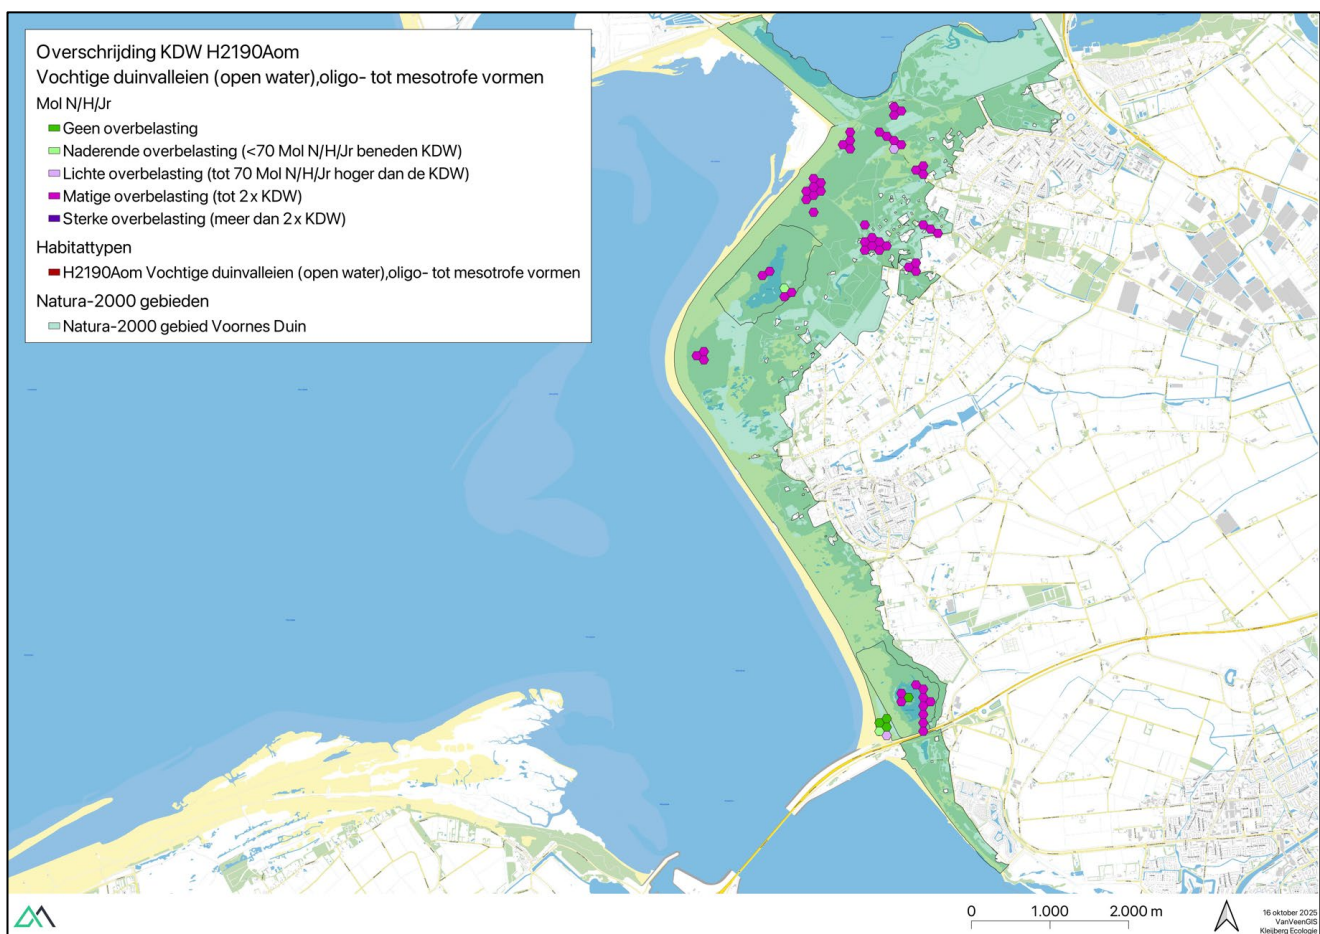 Overschrijding KDW H2190Aom
Vochtige duinvalleien (open water),oligo- tot mesotrofe vormen
Mol N/H/Jr
Geen overbelasting
Naderende overbelasting (<70 Mol N/H/Jr beneden KDW)
Lichte overbelasting (tot 70 Mol N/H/Jr hoger dan de KDW)
Matige overbelasting (tot 2x KDW)
Sterke overbelasting (meer dan 2x KDW)
Habitattypen
H2190Aom Vochtige duinvalleien (open water),oligo- tot mesotrofe vormen
Natura-2000 gebieden
Natura-2000 gebied Voornes Duin
0 1.000 2.000 m
16 oktober 2025
VanVeenGIS
Kleijberg Ecologie